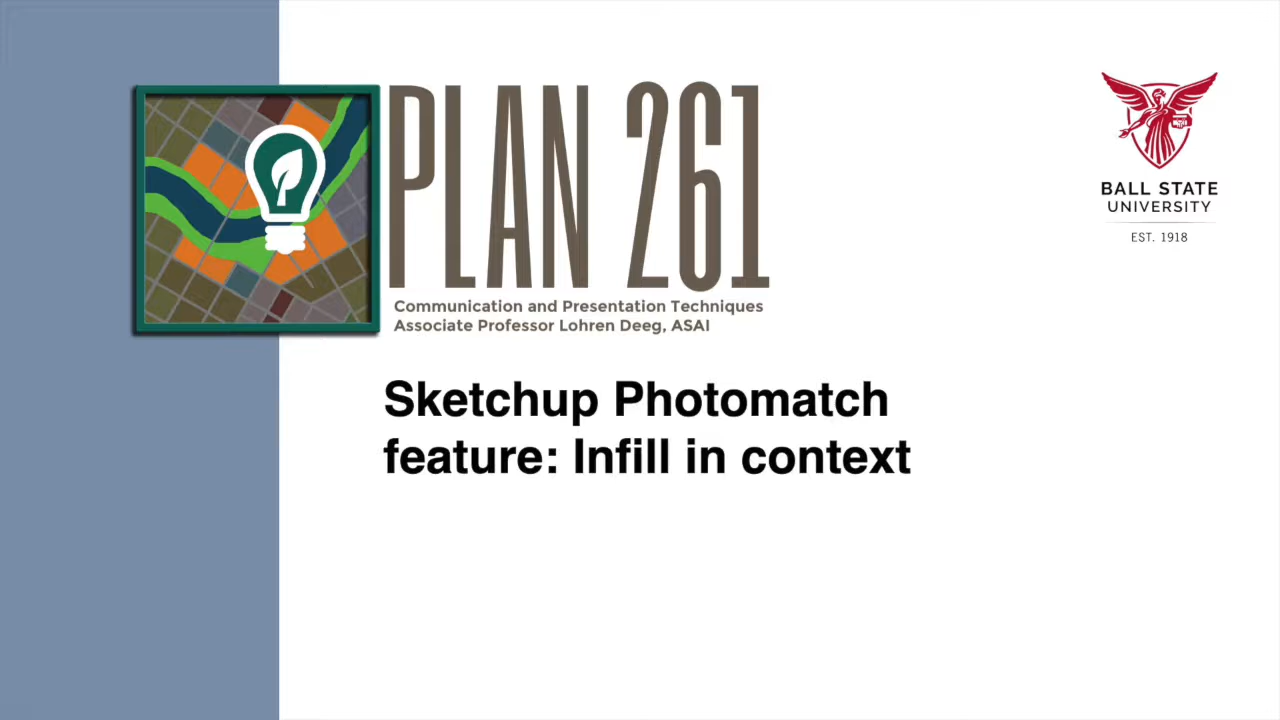 PLAN 261
Communication and Presentation Techniques
Associate Professor Lohren Deeg, ASAI
BALL STATE
UNIVERSITY
EST. 1918
Sketchup Photomatch
feature: Infill in context